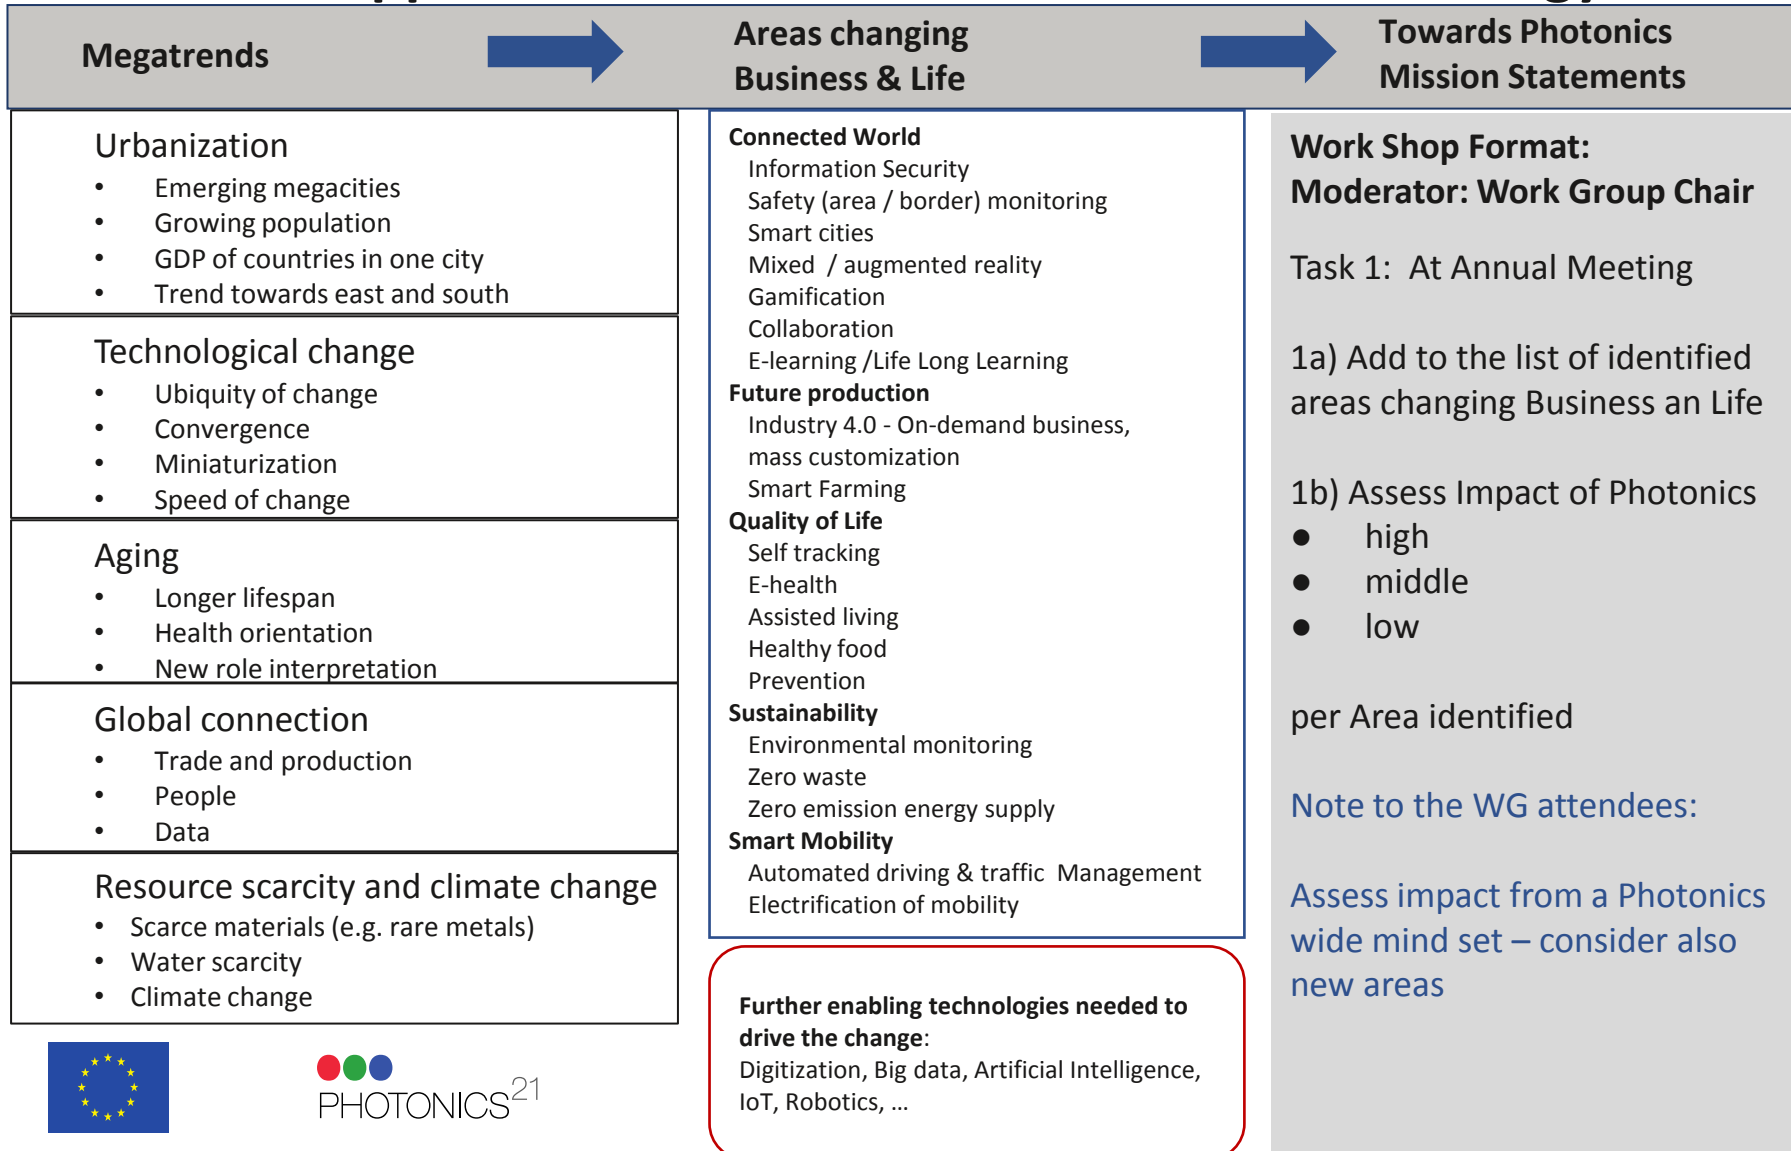 Megatrends
Areas changing
Business & Life
Towards Photonics
Mission Statements
Urbanization
• Emerging megacities
• Growing population
• GDP of countries in one city
• Trend towards east and south
Technological change
• Ubiquity of change
• Convergence
• Miniaturization
• Speed of change
Aging
• Longer lifespan
• Health orientation
• New role interpretation
Global connection
• Trade and production
• People
• Data
Resource scarcity and climate change
• Scarce materials (e.g. rare metals)
• Water scarcity
• Climate change
PHOTONICS21
Connected World
Information Security
Safety (area / border) monitoring
Smart cities
Mixed / augmented reality
Gamification
Collaboration
E-learning /Life Long Learning
Future production
Industry 4.0 - On-demand business,
mass customization
Smart Farming
Quality of Life
Self tracking
E-health
Assisted living
Healthy food
Prevention
Sustainability
Environmental monitoring
Zero waste
Zero emission energy supply
Smart Mobility
Automated driving & traffic Management
Electrification of mobility
Further enabling technologies needed to
drive the change:
Digitization, Big data, Artificial Intelligence,
IoT, Robotics, ...
Work Shop Format:
Moderator: Work Group Chair
Task 1: At Annual Meeting
1a) Add to the list of identified
areas changing Business an Life
1b) Assess Impact of Photonics
● high
● middle
● low
per Area identified
Note to the WG attendees:
Assess impact from a Photonics
wide mind set – consider also
new areas